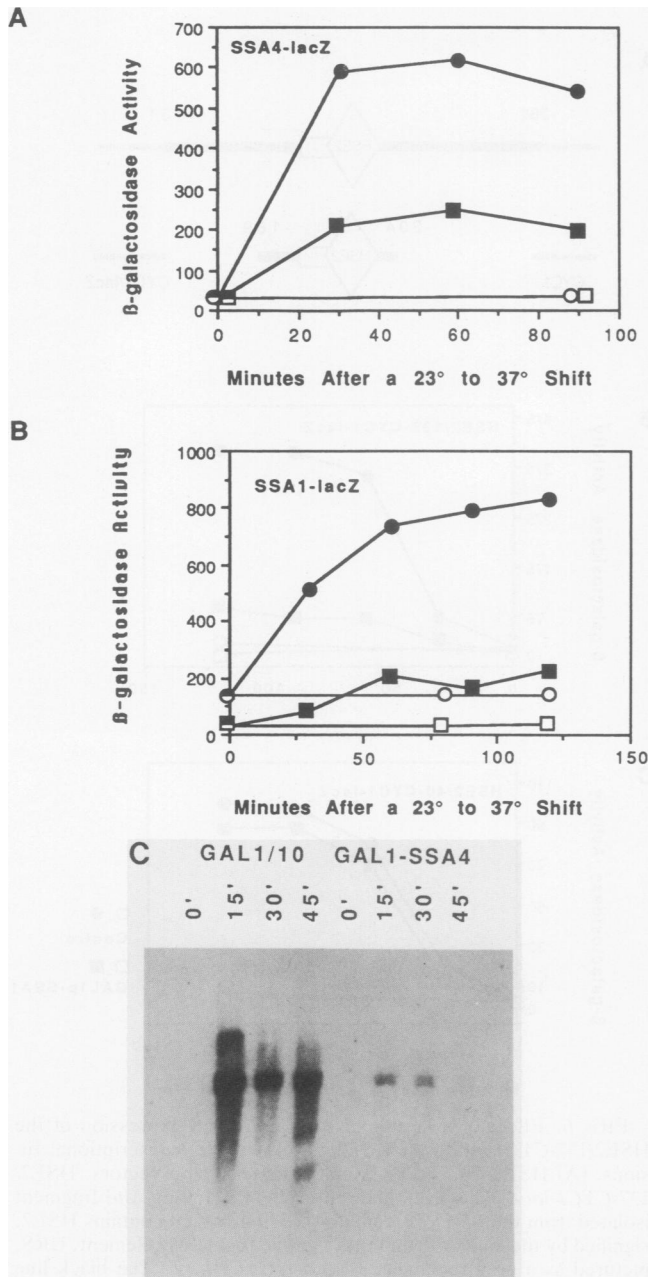 A
SSA4-lacZ
ß-galactosidase Activity
700
600
500
400
300
200
100
0
0 20 40 60 80 100
Minutes After a 23° to 37° Shift
B
SSA1-lacZ
ß-galactosidase Activity
1000
800
600
400
200
0
0 50 100 150
Minutes After a 23° to 37° Shift
C
GAL1/10 GAL1-SSA4
0' 15' 30' 45' 0' 15' 30' 45'